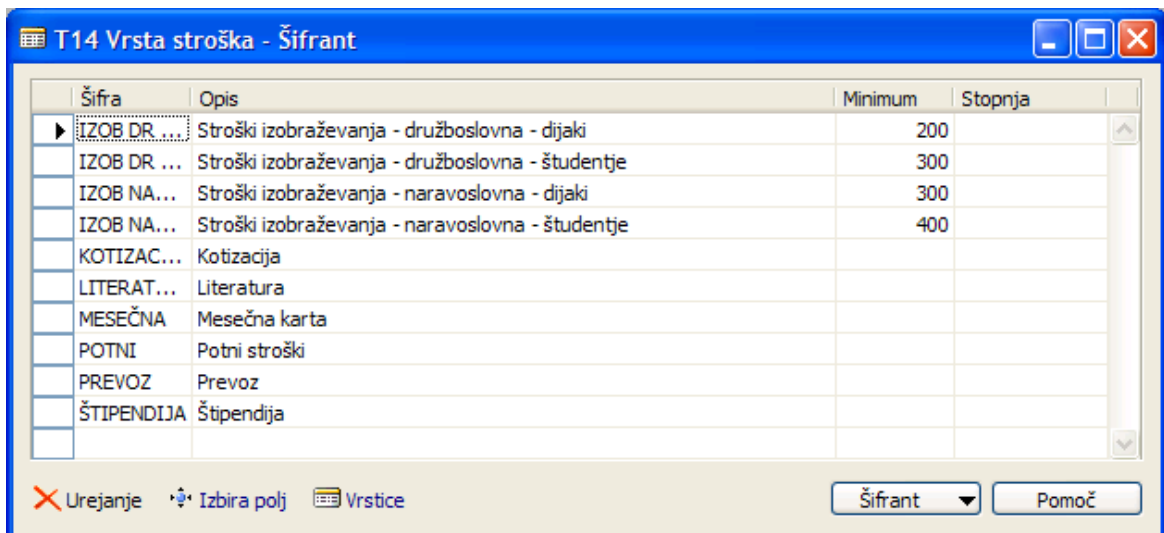 T14 Vrsta stroška - Šifrant
Šifra Opis Minimum Stopnja
IZOB DR ... Stroški izobraževanja - družboslovna - dijaki 200
IZOB DR ... Stroški izobraževanja - družboslovna - študentje 300
IZOB NA... Stroški izobraževanja - naravoslovna - dijaki 300
IZOB NA... Stroški izobraževanja - naravoslovna - študentje 400
KOTIZAC... Kotizacija
LITERAT... Literatura
MESEČNA Mesečna karta
POTNI Potni stroški
PREVOZ Prevoz
ŠTIPENDIJA Štipendija
Urejanje Izbira polj Vrstice Šifrant Pomoč